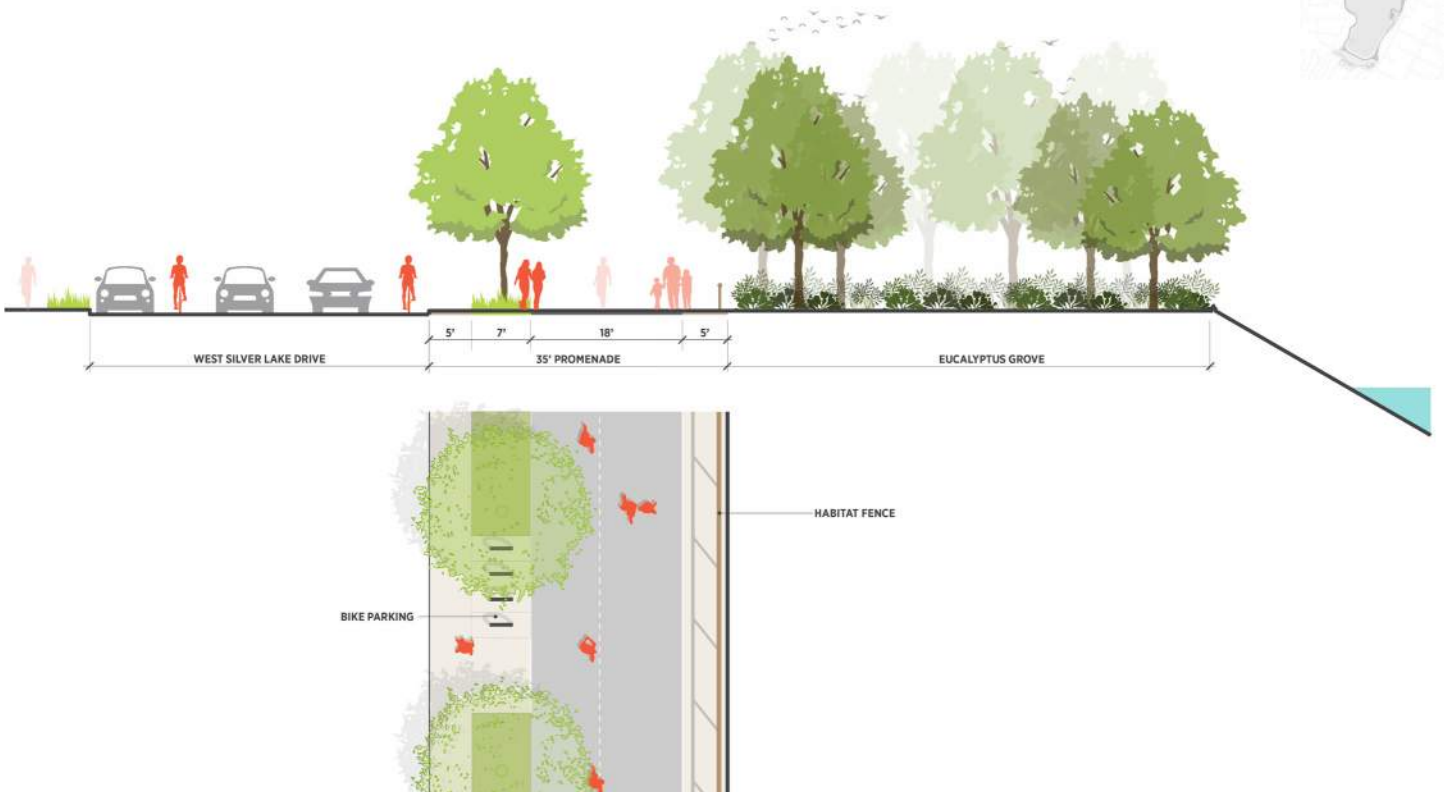 5' 7' 18' 5'
WEST SILVER LAKE DRIVE 35' PROMENADE EUCALYPTUS GROVE
HABITAT FENCE
BIKE PARKING